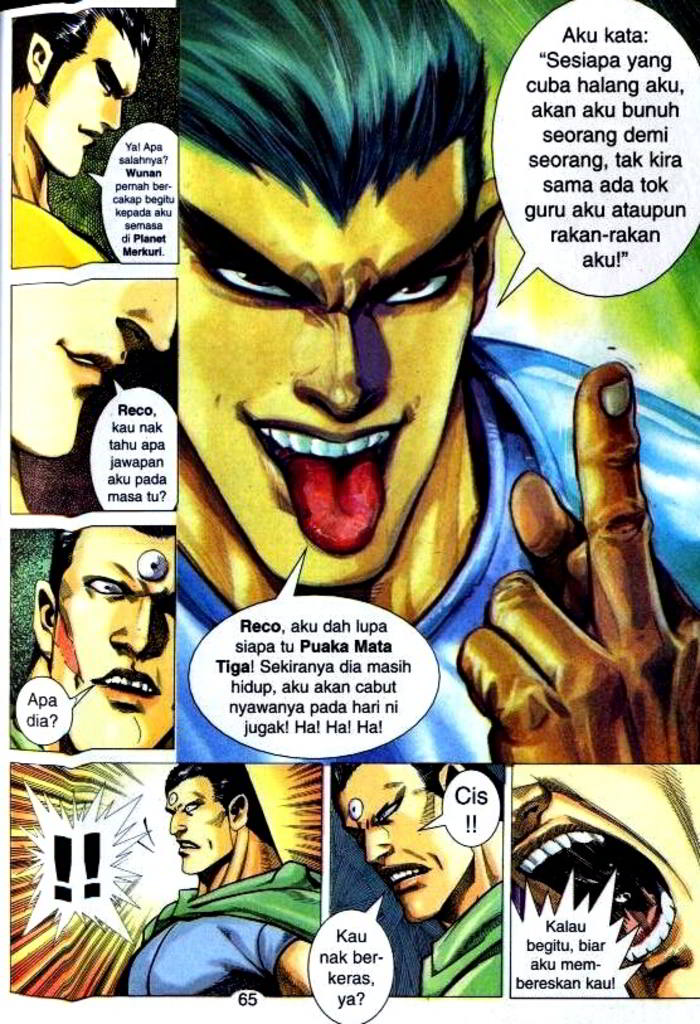 Ya! Apa
salahnya?
Wunan
pernah ber-
cakap begitu
kepada aku
semasa
di Planet
Merkuri.
Aku kata:
“Sesiapa yang
cuba halang aku,
akan aku bunuh
seorang demi
seorang, tak kira
sama ada tok
guru aku ataupun
rakan-rakan
aku!”
Reco,
kau nak
tahu apa
jawapan
aku pada
masa tu?
Reco, aku dah lupa
siapa tu Puaka Mata
Tiga! Sekiranya dia masih
hidup, aku akan cabut
nyawanya pada hari ni
jugak! Ha! Ha! Ha!
Apa
dia?
!!
Cis
!!
Kau
nak ber-
keras,
ya?
Kalau
begitu, biar
aku mem-
bereskan kau!
65